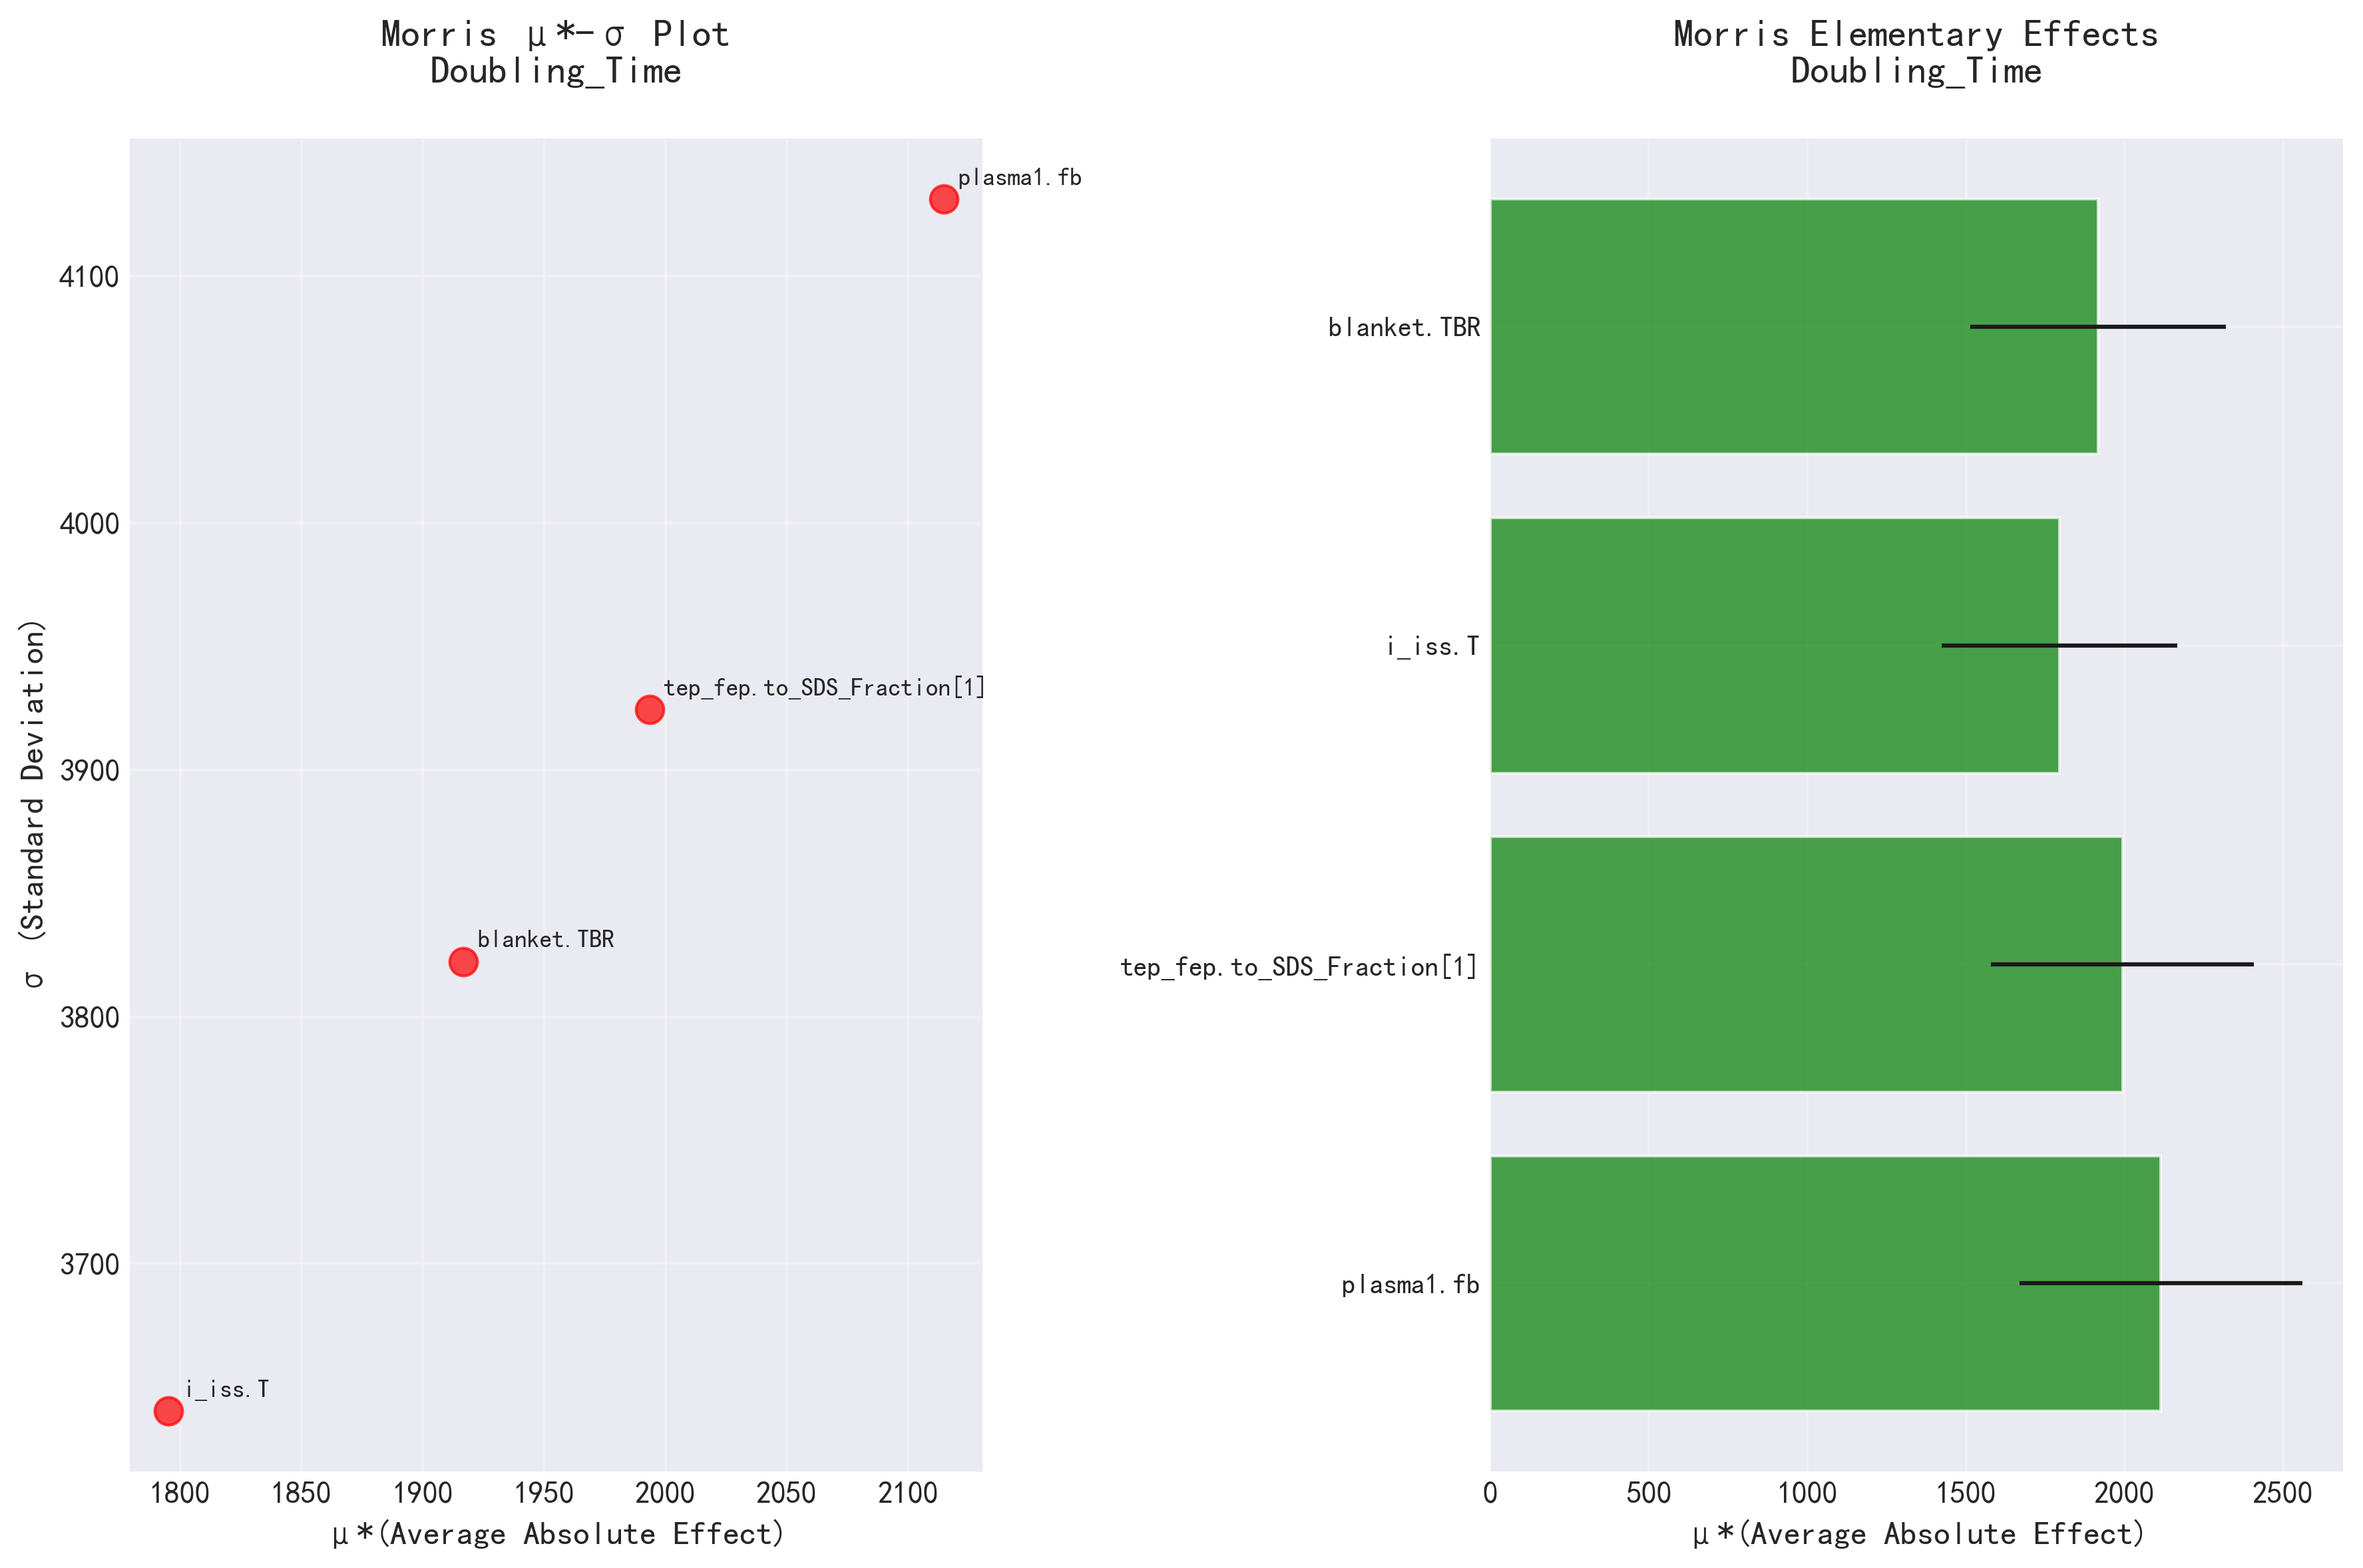 Morris μ*-σ Plot
Doubling_Time
σ (Standard Deviation)
4100
4000
3900
3800
3700
plasma1.fb
tep_fep.to_SDS_Fraction[1]
blanket.TBR
i_iss.T
1800 1850 1900 1950 2000 2050 2100
μ*(Average Absolute Effect)
Morris Elementary Effects
Doubling_Time
blanket.TBR
i_iss.T
tep_fep.to_SDS_Fraction[1]
plasma1.fb
0 500 1000 1500 2000 2500
μ*(Average Absolute Effect)